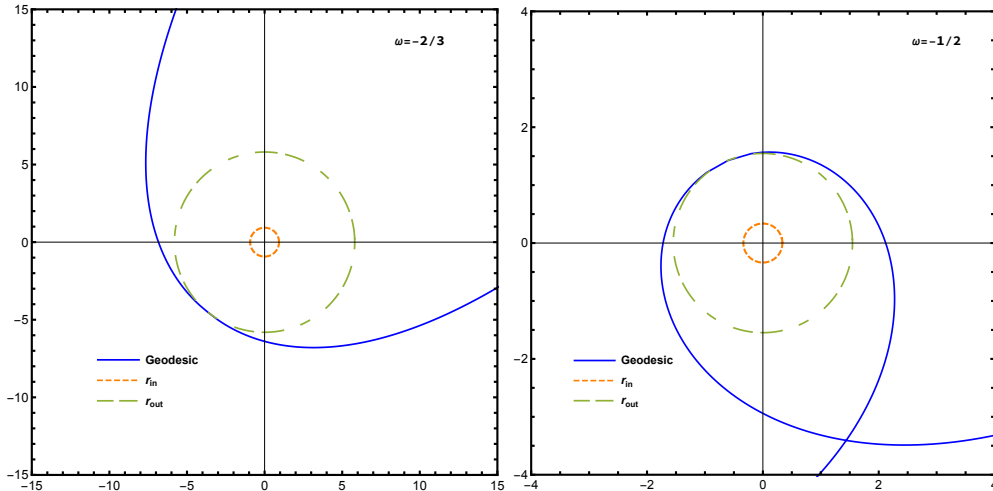 ω=-2/3
15
10
5
0
-5
-10
-15
-15 -10 -5 0 5 10 15
Geodesic
r_in
r_out
ω=-1/2
4
2
0
-2
-4
-4 -2 0 2 4
Geodesic
r_in
r_out